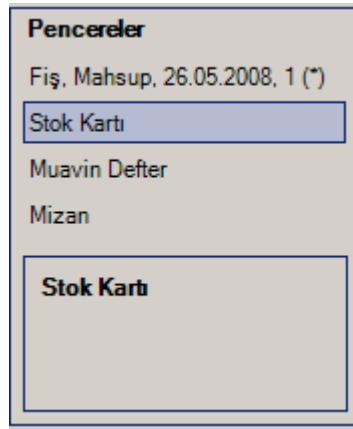 Pencereler
Fiş, Mahsup, 26.05.2008, 1 (*)
Stok Kartı
Muavin Defter
Mizan
Stok Kartı